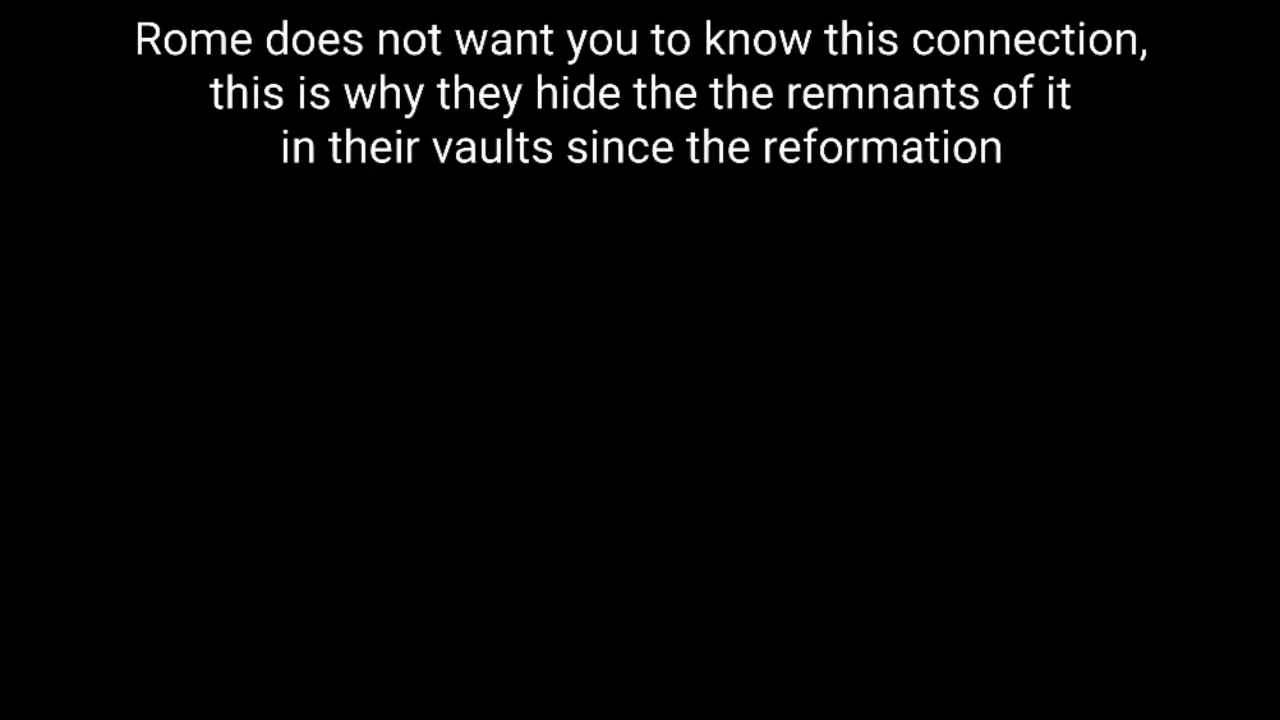 Rome does not want you to know this connection,
this is why they hide the the remnants of it
in their vaults since the reformation